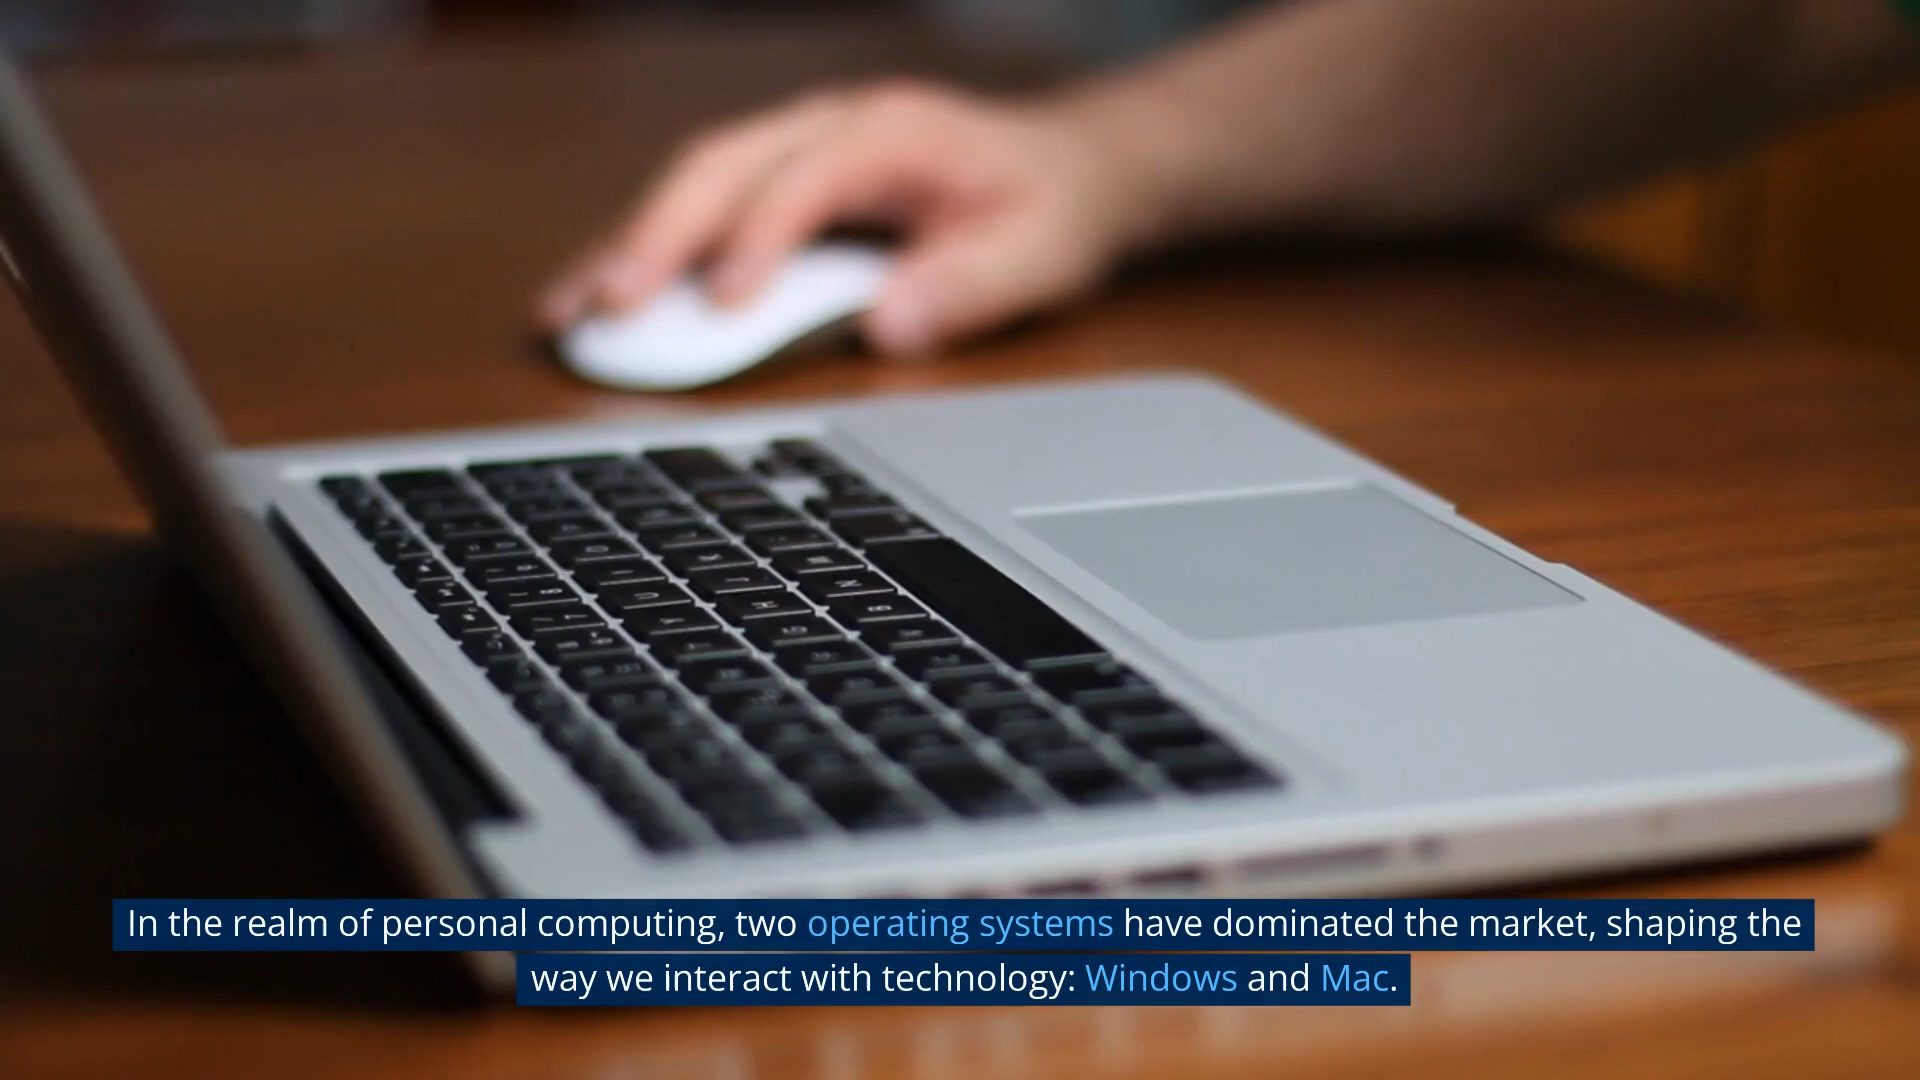 In the realm of personal computing, two operating systems have dominated the market, shaping the
way we interact with technology: Windows and Mac.